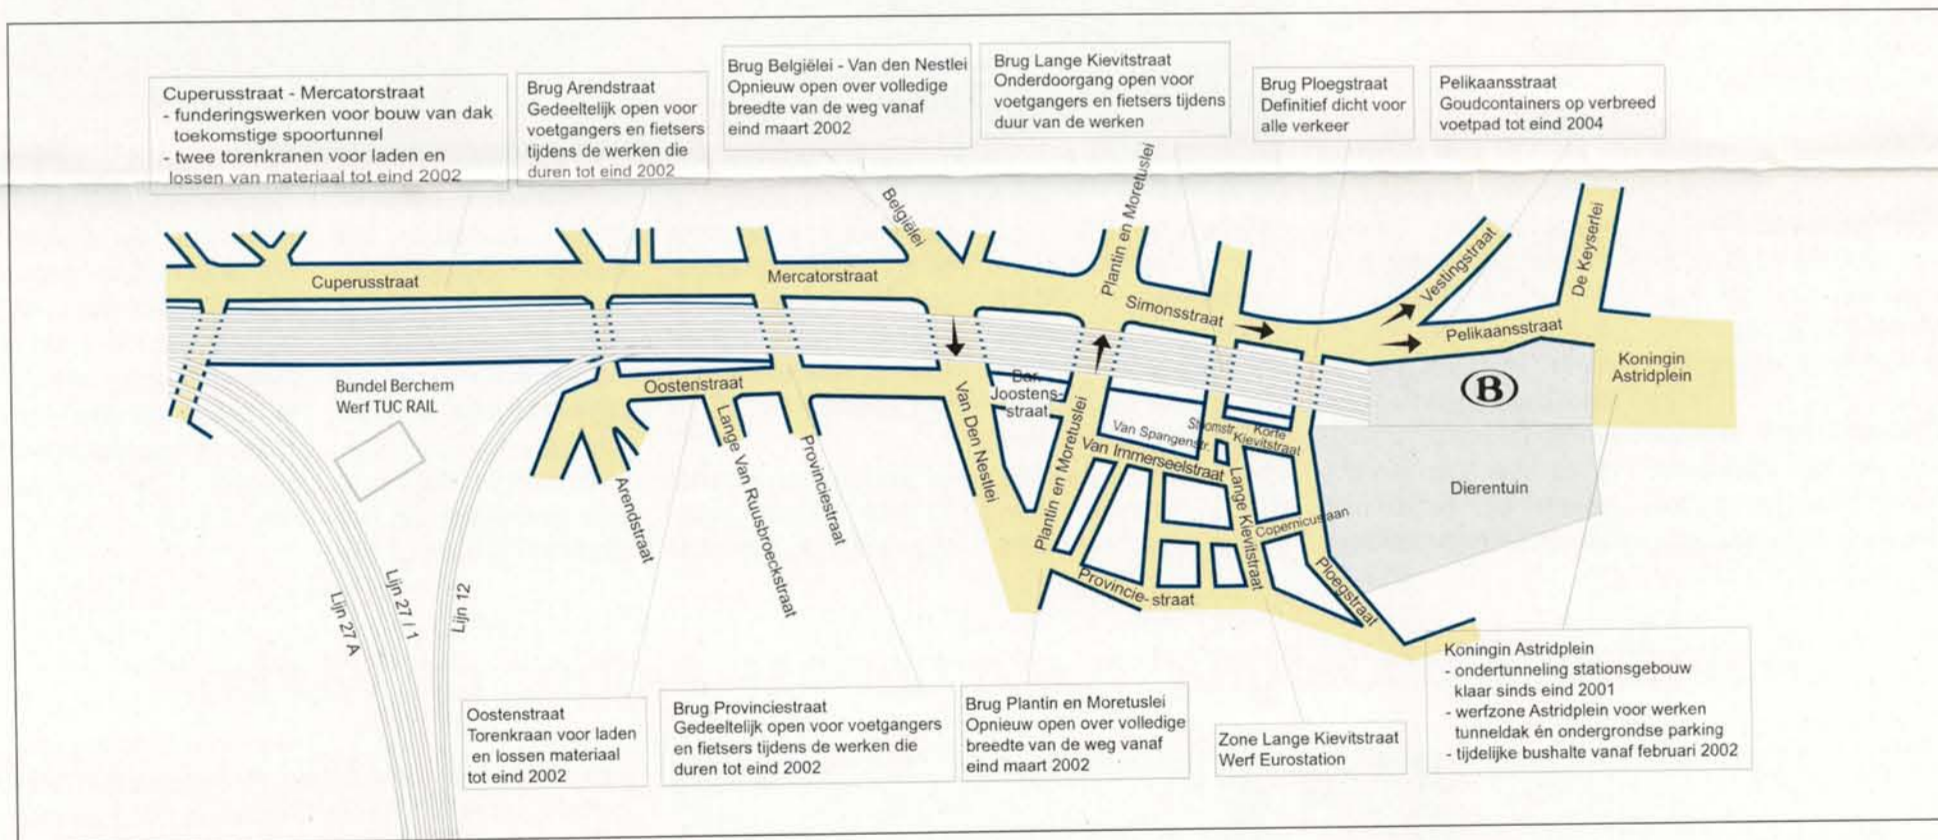 Cuperusstraat - Mercatorstraat
- funderingswerken voor bouw van dak
toekomstige spoortunnel
- twee torenkranen voor laden en
lossen van materiaal tot eind 2002
Brug Arendstraat
Gedeeltelijk open voor
voetgangers en fietsers
tijdens de werken die
duren tot eind 2002
Brug Belgiëlei - Van den Nestlei
Opnieuw open over volledige
breedte van de weg vanaf
eind maart 2002
Brug Lange Kievitstraat
Onderdoorgang open voor
voetgangers en fietsers tijdens
duur van de werken
Brug Ploegstraat
Definitief dicht voor
alle verkeer
Pelikaansstraat
Goudcontainers op verbreed
voetpad tot eind 2004
Belgiëlei
Plantin en Moretuslei
De Keyserlei
Vestingstraat
Cuperusstraat
Mercatorstraat
Simonsstraat
Pelikaansstraat
Koningin
Astridplein
B
Bundel Berchem
Werf TUC RAIL
Oostenstraat
Bar.
Joostens-
straat
Van Den Nestlei
Plantin en Moretuslei
Van Spangenstr.
Stoomstr.
Korte
Kievitstraat
Van Immerseelstraat
Lange Kievitstraat
Copernicuslaan
Dierentuin
Arendstraat
Lange Van Ruusbroeckstraat
Provinciestraat
Provincie-straat
Ploegstraat
Lijn 27 A
Lijn 27 / 1
Lijn 12
Oostenstraat
Torenkraan voor laden
en lossen materiaal
tot eind 2002
Brug Provinciestraat
Gedeeltelijk open voor voetgangers
en fietsers tijdens de werken die
duren tot eind 2002
Brug Plantin en Moretuslei
Opnieuw open over volledige
breedte van de weg vanaf
eind maart 2002
Zone Lange Kievitstraat
Werf Eurostation
Koningin Astridplein
- ondertunneling stationsgebouw
klaar sinds eind 2001
- werfzone Astridplein voor werken
tunneldak én ondergrondse parking
- tijdelijke bushalte vanaf februari 2002